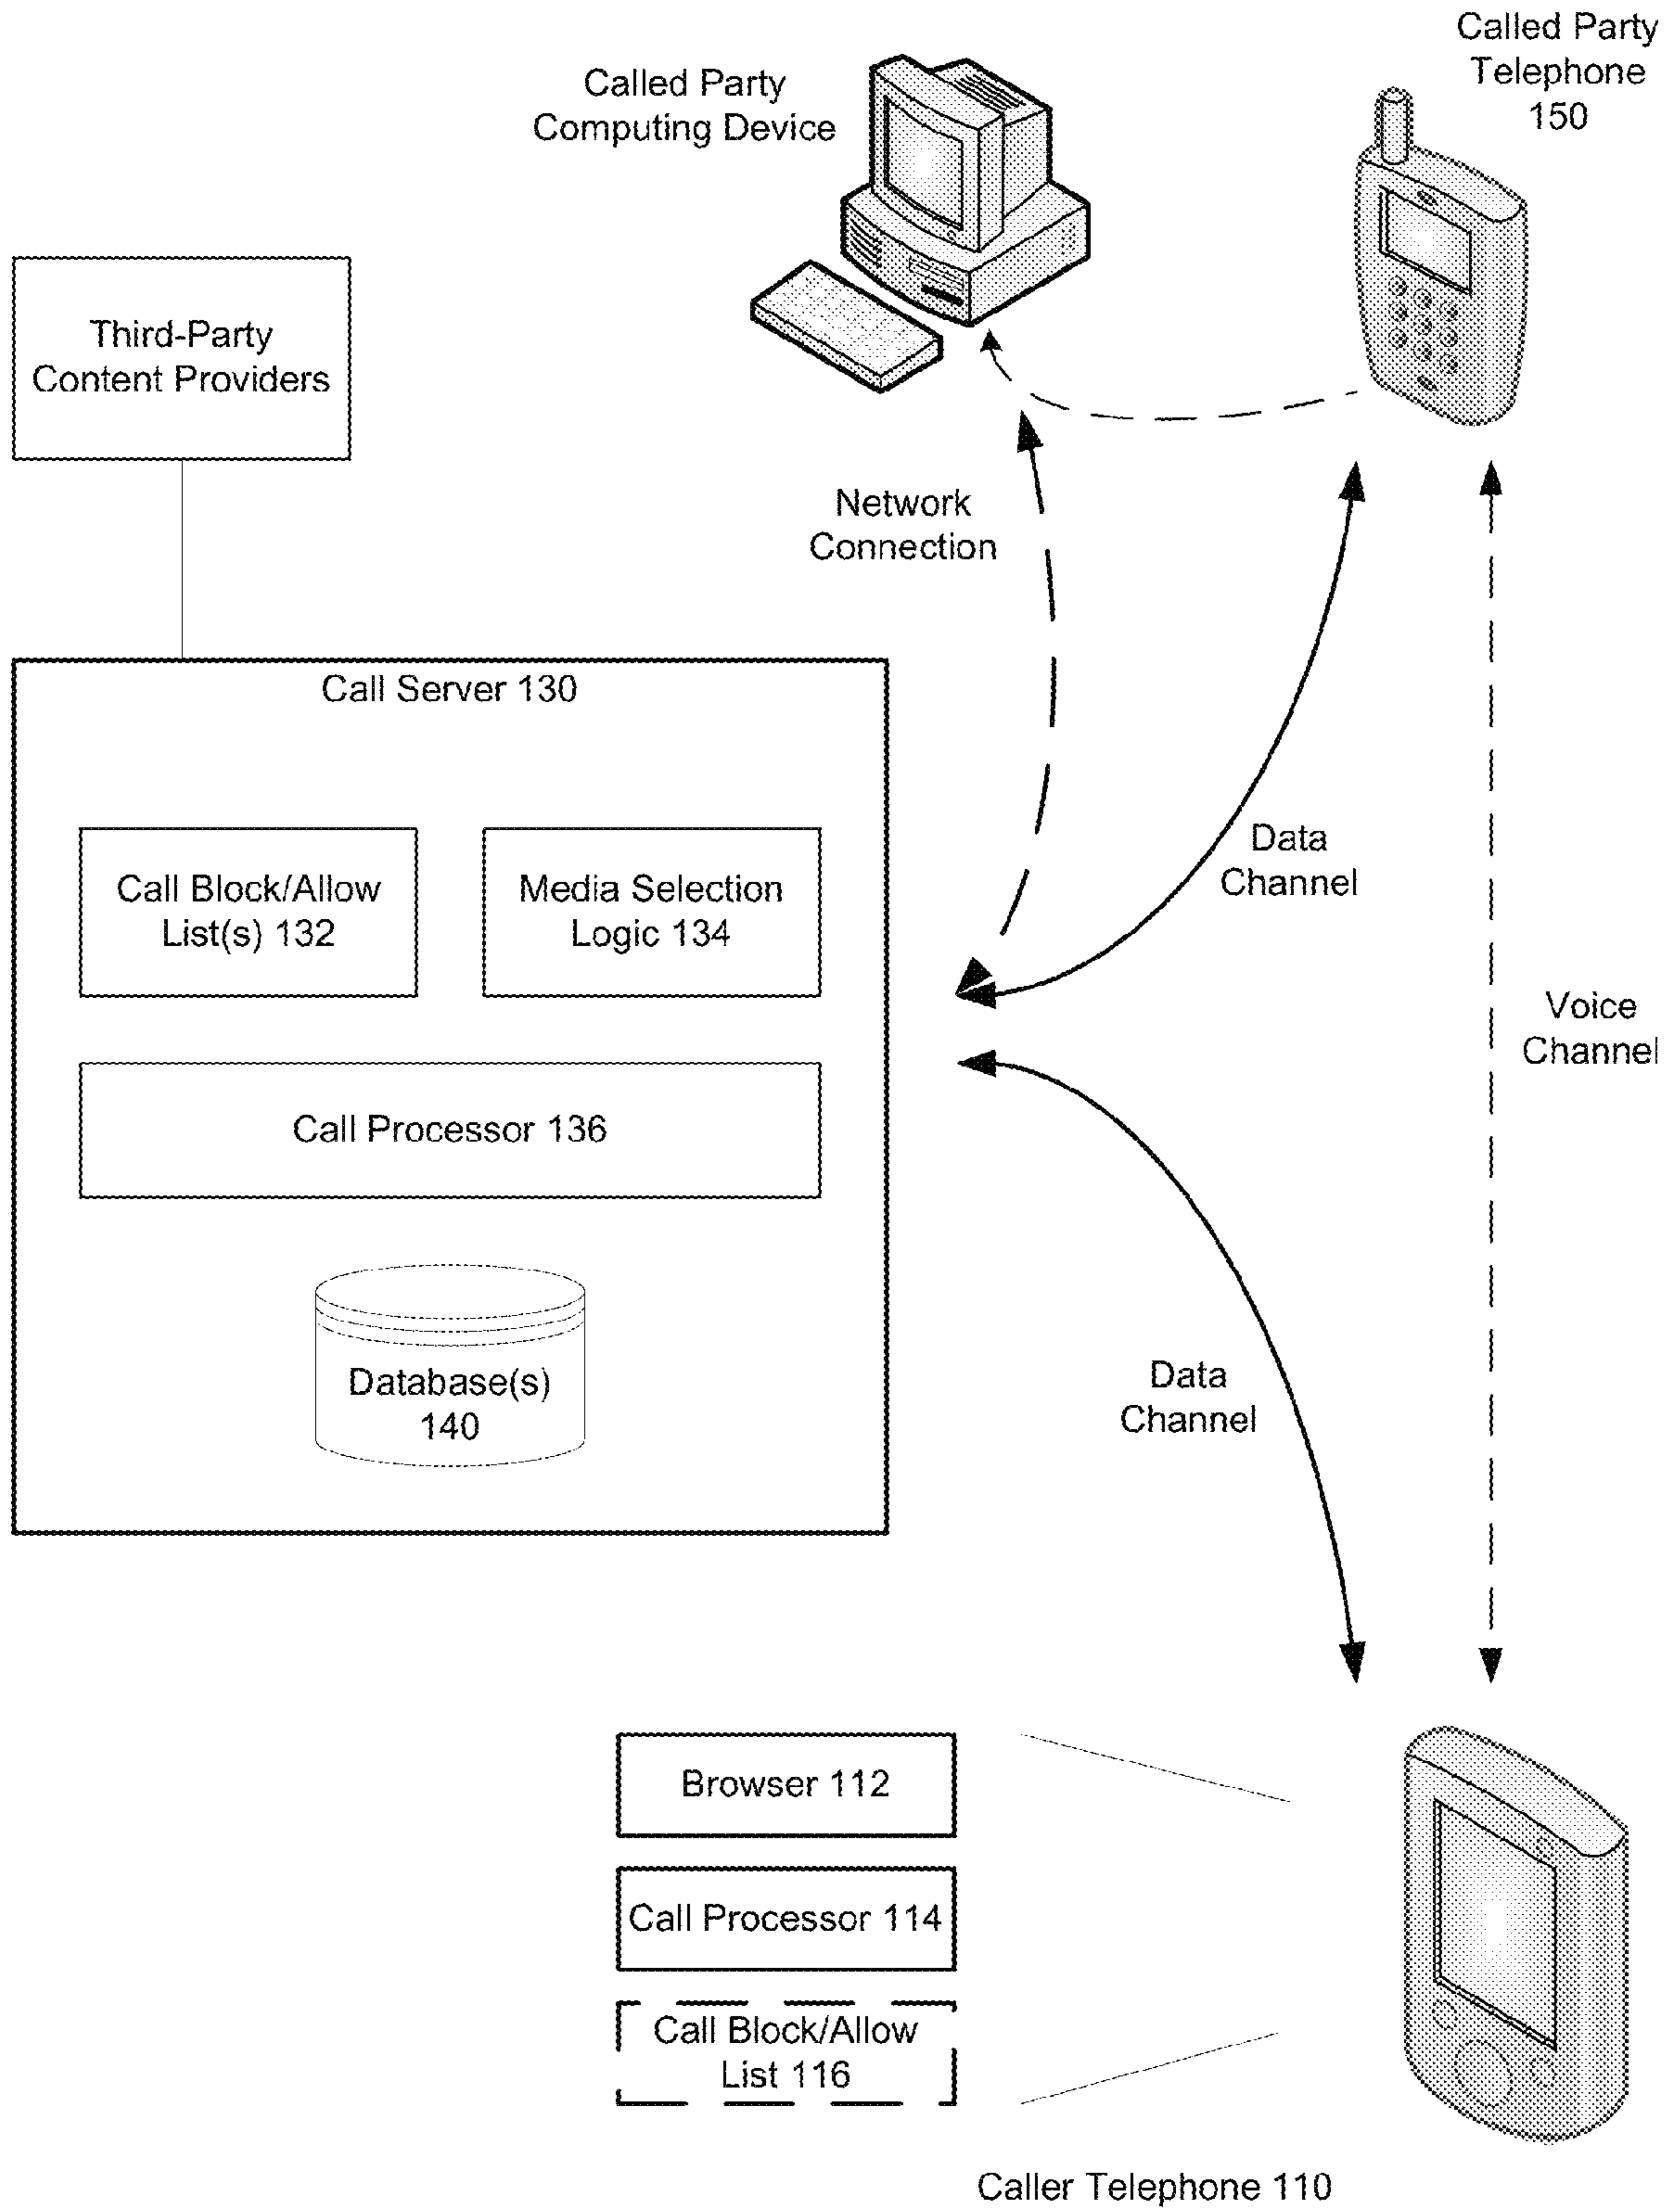 Called Party
Telephone
150
Called Party
Computing Device
Third-Party
Content Providers
Network
Connection
Call Server 130
Call Block/Allow
List(s) 132
Media Selection
Logic 134
Data
Channel
Voice
Channel
Call Processor 136
Database(s)
140
Data
Channel
Browser 112
Call Processor 114
Call Block/Allow
List 116
Caller Telephone 110